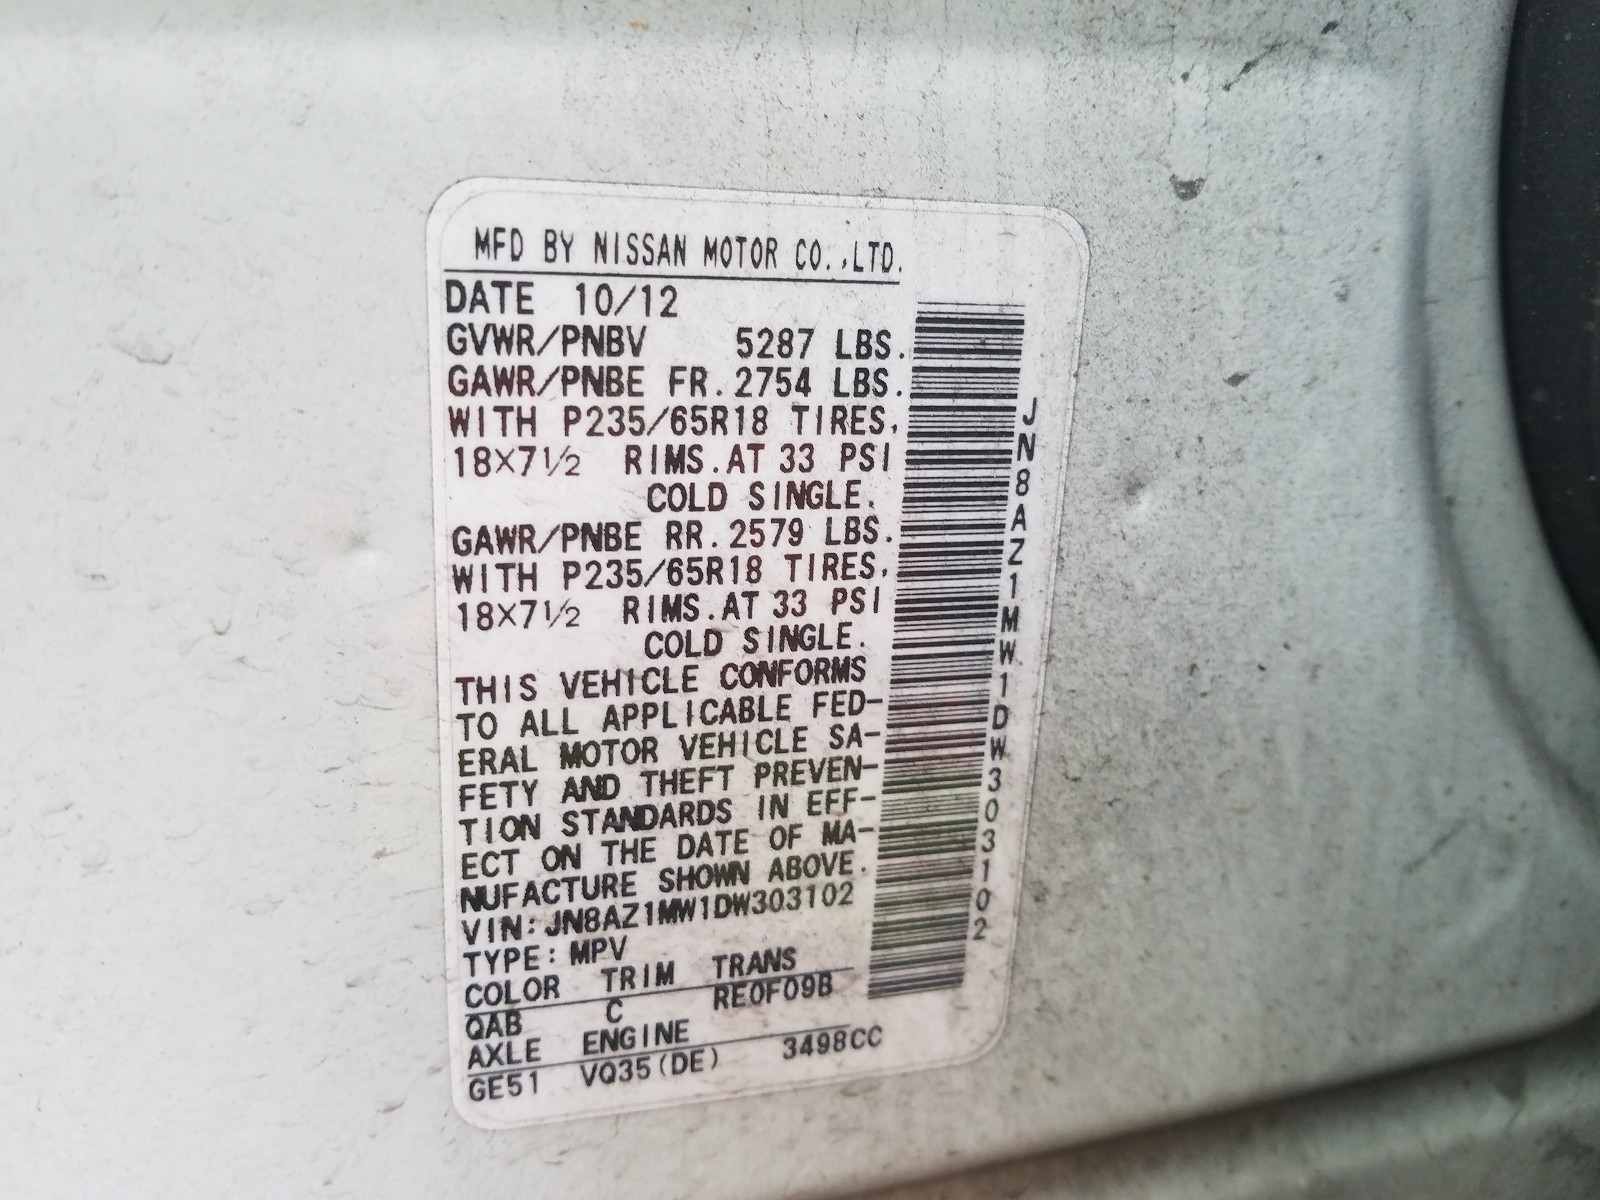 MFD BY NISSAN MOTOR CO.,LTD.
DATE 10/12
GVWR/PNBV 5287 LBS.
GAWR/PNBE FR. 2754 LBS.
WITH P235/65R18 TIRES,
18×7½ RIMS.AT 33 PSI
COLD SINGLE.
GAWR/PNBE RR. 2579 LBS.
WITH P235/65R18 TIRES,
18×7½ RIMS.AT 33 PSI
COLD SINGLE.
THIS VEHICLE CONFORMS
TO ALL APPLICABLE FED-
ERAL MOTOR VEHICLE SA-
FETY AND THEFT PREVEN-
TION STANDARDS IN EFF-
ECT ON THE DATE OF MA-
NUFACTURE SHOWN ABOVE.
VIN: JN8AZ1MW1DW303102
TYPE: MPV
COLOR TRIM TRANS
QAB C RE0F09B
AXLE ENGINE
GE51 VQ35(DE) 3498CC
JN8AZ1MW1DW303102